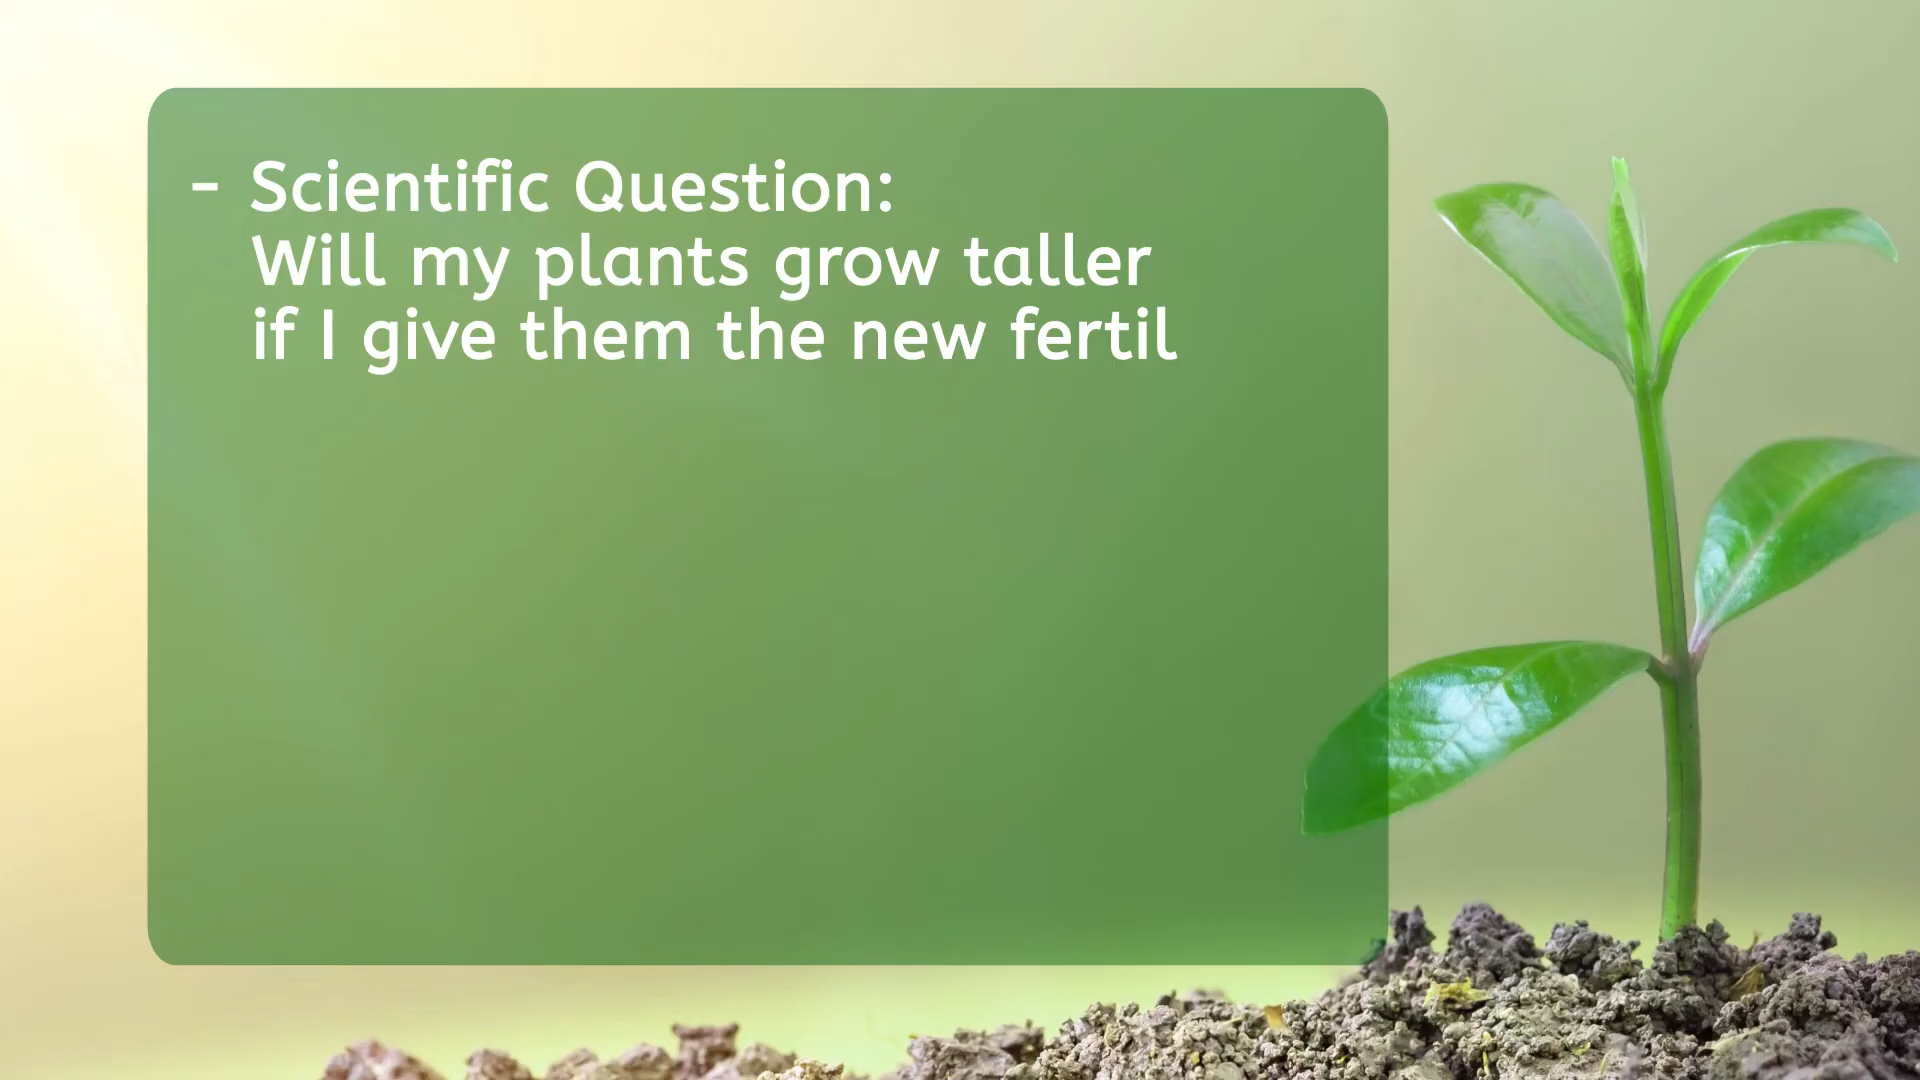 - Scientific Question:
Will my plants grow taller
if I give them the new fertil